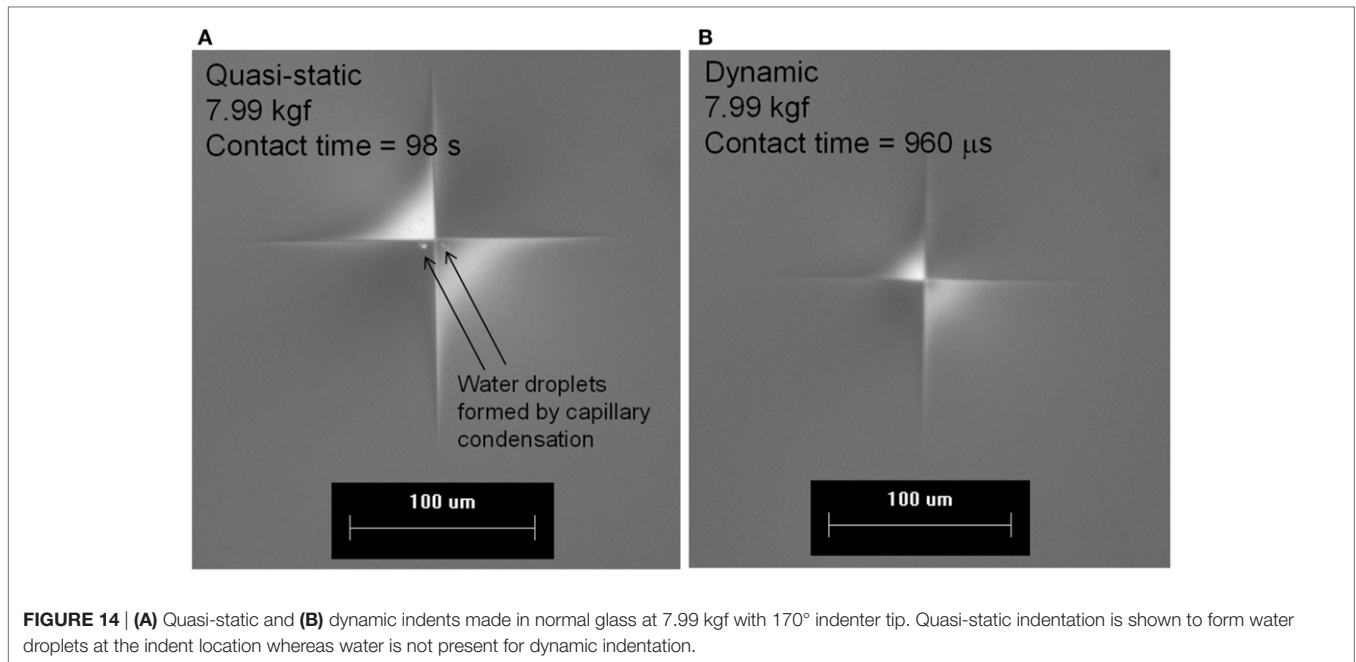 A
Quasi-static
7.99 kgf
Contact time = 98 s
Water droplets
formed by capillary
condensation
100 um
B
Dynamic
7.99 kgf
Contact time = 960 μs
100 um
FIGURE 14 | (A) Quasi-static and (B) dynamic indents made in normal glass at 7.99 kgf with 170° indenter tip. Quasi-static indentation is shown to form water
droplets at the indent location whereas water is not present for dynamic indentation.